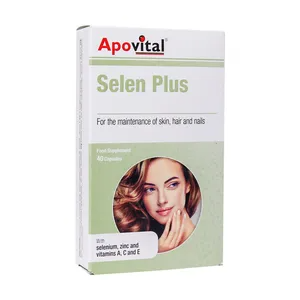 Apovital®
Selen Plus
For the maintenance of skin, hair and nails
Food Supplement
40 Capsules
With
selenium, zinc and
vitamins A, C and E